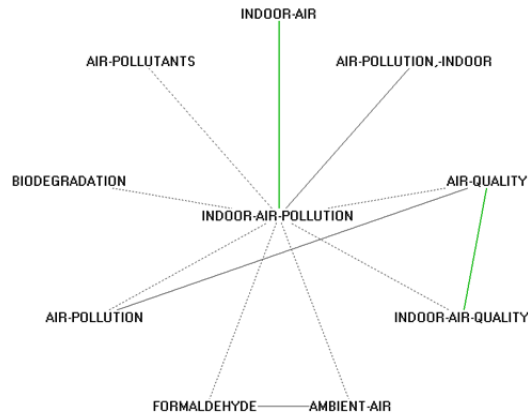 INDOOR-AIR
AIR-POLLUTANTS
AIR-POLLUTION,-INDOOR
BIODEGRADATION
AIR-QUALITY
INDOOR-AIR-POLLUTION
AIR-POLLUTION
INDOOR-AIR-QUALITY
FORMALDEHYDE
AMBIENT-AIR